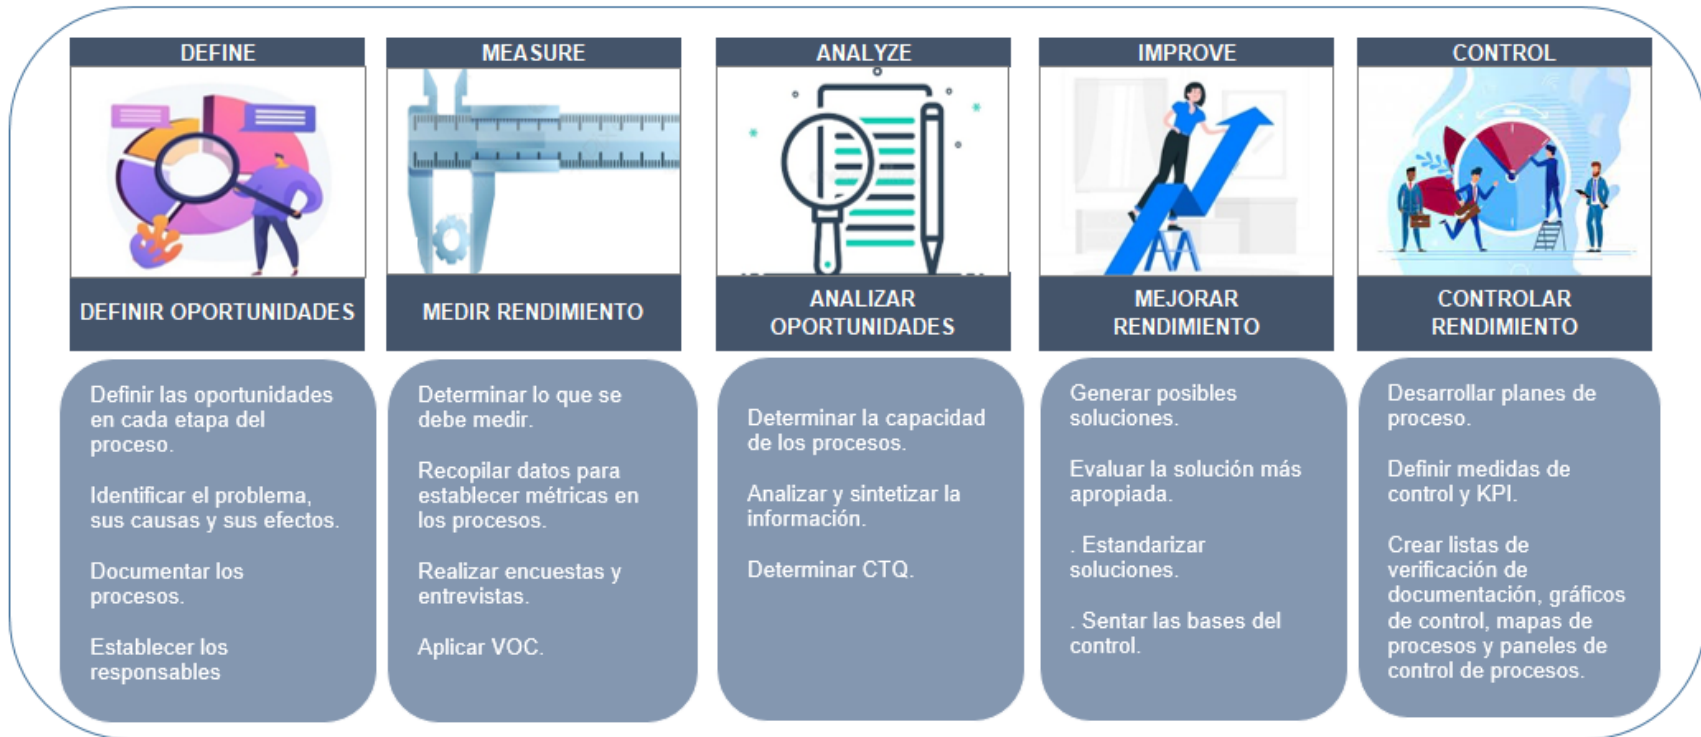 DEFINE
DEFINIR OPORTUNIDADES
Definir las oportunidades
en cada etapa del
proceso.
Identificar el problema,
sus causas y sus efectos.
Documentar los
procesos.
Establecer los
responsables
MEASURE
MEDIR RENDIMIENTO
Determinar lo que se
debe medir.
Recopilar datos para
establecer métricas en
los procesos.
Realizar encuestas y
entrevistas.
Aplicar VOC.
ANALYZE
ANALIZAR
OPORTUNIDADES
Determinar la capacidad
de los procesos.
Analizar y sintetizar la
información.
Determinar CTQ.
IMPROVE
MEJORAR
RENDIMIENTO
Generar posibles
soluciones.
Evaluar la solución más
apropiada.
. Estandarizar
soluciones.
. Sentar las bases del
control.
CONTROL
CONTROLAR
RENDIMIENTO
Desarrollar planes de
proceso.
Definir medidas de
control y KPI.
Crear listas de
verificación de
documentación, gráficos
de control, mapas de
procesos y paneles de
control de procesos.